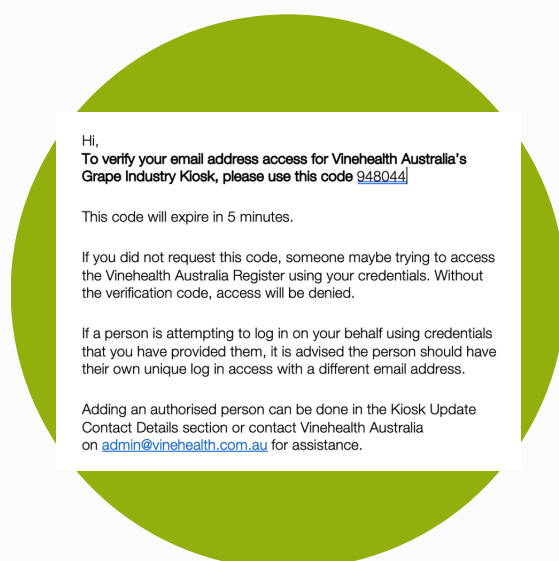 Hi,
To verify your email address access for Vinehealth Australia's
Grape Industry Kiosk, please use this code 948044
This code will expire in 5 minutes.
If you did not request this code, someone maybe trying to access
the Vinehealth Australia Register using your credentials. Without
the verification code, access will be denied.
If a person is attempting to log in on your behalf using credentials
that you have provided them, it is advised the person should have
their own unique log in access with a different email address.
Adding an authorised person can be done in the Kiosk Update
Contact Details section or contact Vinehealth Australia
on admin@vinehealth.com.au for assistance.